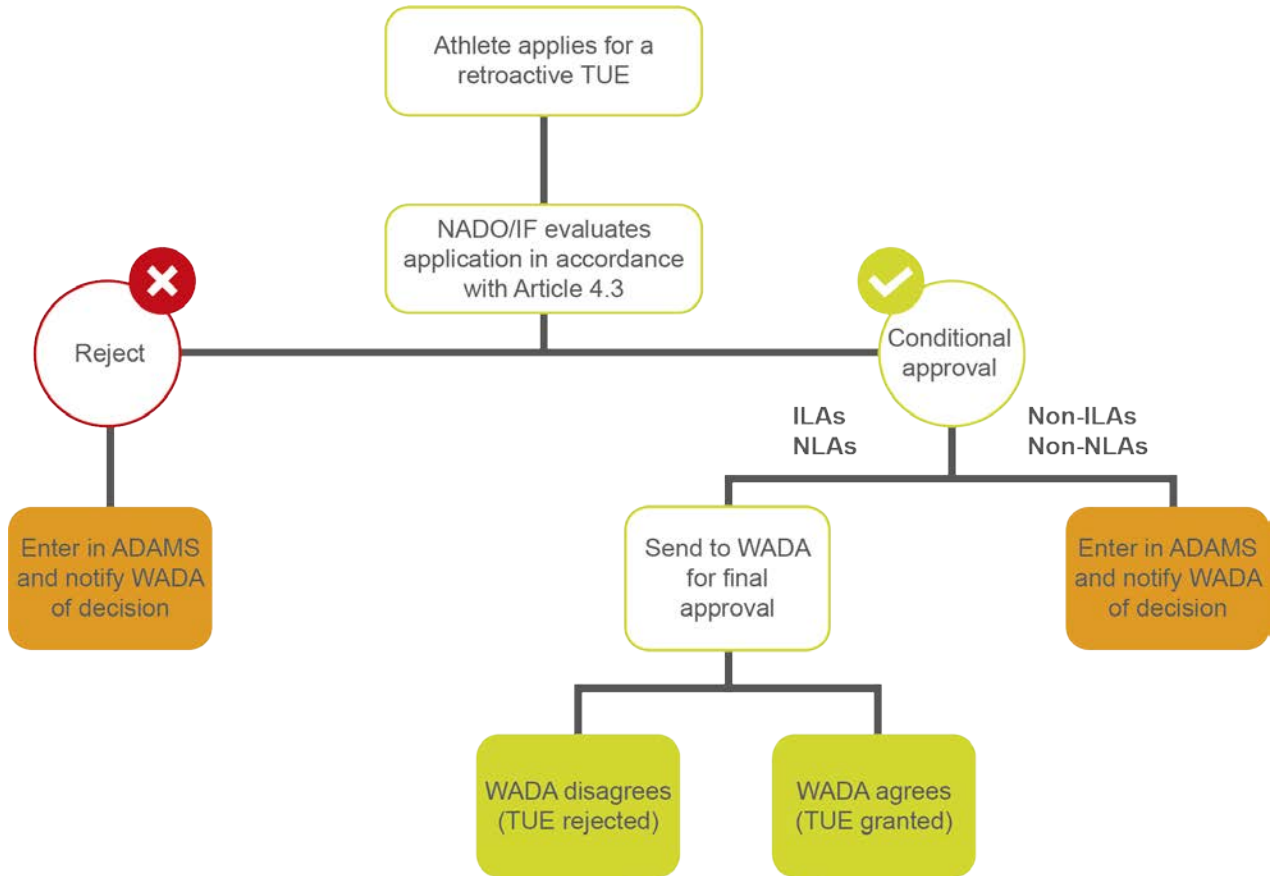 Athlete applies for a
retroactive TUE
NADO/IF evaluates
application in accordance
with Article 4.3
Reject
Conditional
approval
ILAs
NLAs
Non-ILAs
Non-NLAs
Enter in ADAMS
and notify WADA
of decision
Send to WADA
for final
approval
Enter in ADAMS
and notify WADA
of decision
WADA disagrees
(TUE rejected)
WADA agrees
(TUE granted)